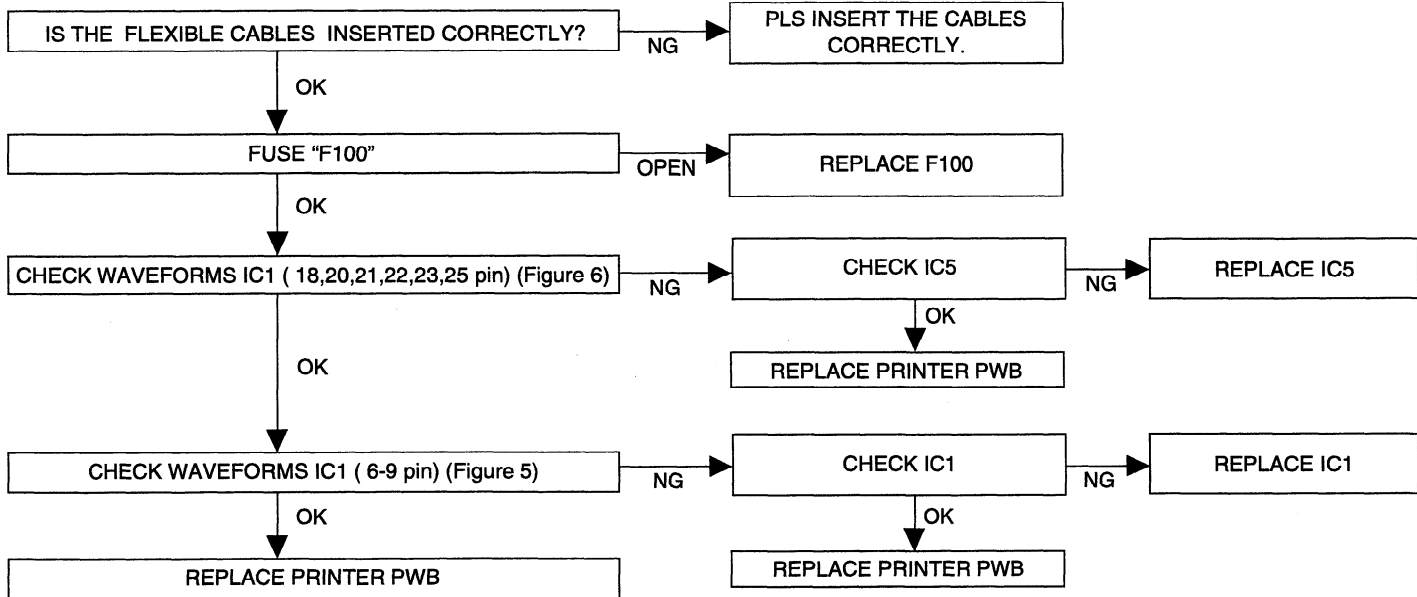 IS THE FLEXIBLE CABLES INSERTED CORRECTLY?
NG
PLS INSERT THE CABLES
CORRECTLY.
OK
FUSE “F100”
OPEN
REPLACE F100
OK
CHECK WAVEFORMS IC1 ( 18,20,21,22,23,25 pin) (Figure 6)
NG
CHECK IC5
NG
REPLACE IC5
OK
REPLACE PRINTER PWB
OK
CHECK WAVEFORMS IC1 ( 6-9 pin) (Figure 5)
NG
CHECK IC1
NG
REPLACE IC1
OK
REPLACE PRINTER PWB
OK
REPLACE PRINTER PWB